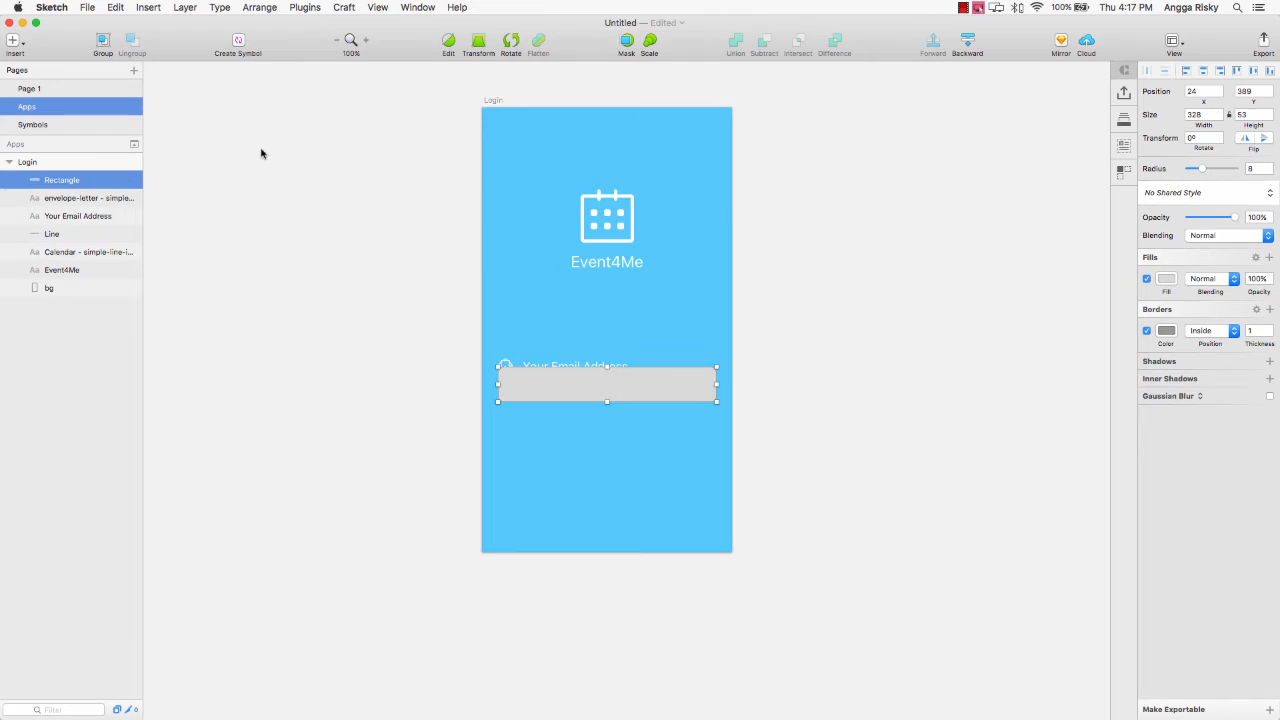 Sketch File Edit Insert Layer Type Arrange Plugins Craft View Window Help 100% Thu 4:17 PM Angga Risky
Untitled — Edited
Insert Group Ungroup Create Symbol 100% Edit Transform Rotate Flatten Mask Scale Union Subtract Intersect Difference Forward Backward Mirror Cloud View Export
Pages
Page 1
Apps
Symbols
Apps
Login
Rectangle
envelope-letter - simple...
Your Email Address
Line
Calendar - simple-line-i...
Event4Me
bg
Filter
0
Login
Event4Me
Your Email Address
Position 24 389
X Y
Size 328 53
Width Height
Transform 0º
Rotate Flip
Radius 8
No Shared Style
Opacity 100%
Blending Normal
Fills
Normal 100%
Fill Blending Opacity
Borders
Inside 1
Color Position Thickness
Shadows
Inner Shadows
Gaussian Blur
Make Exportable